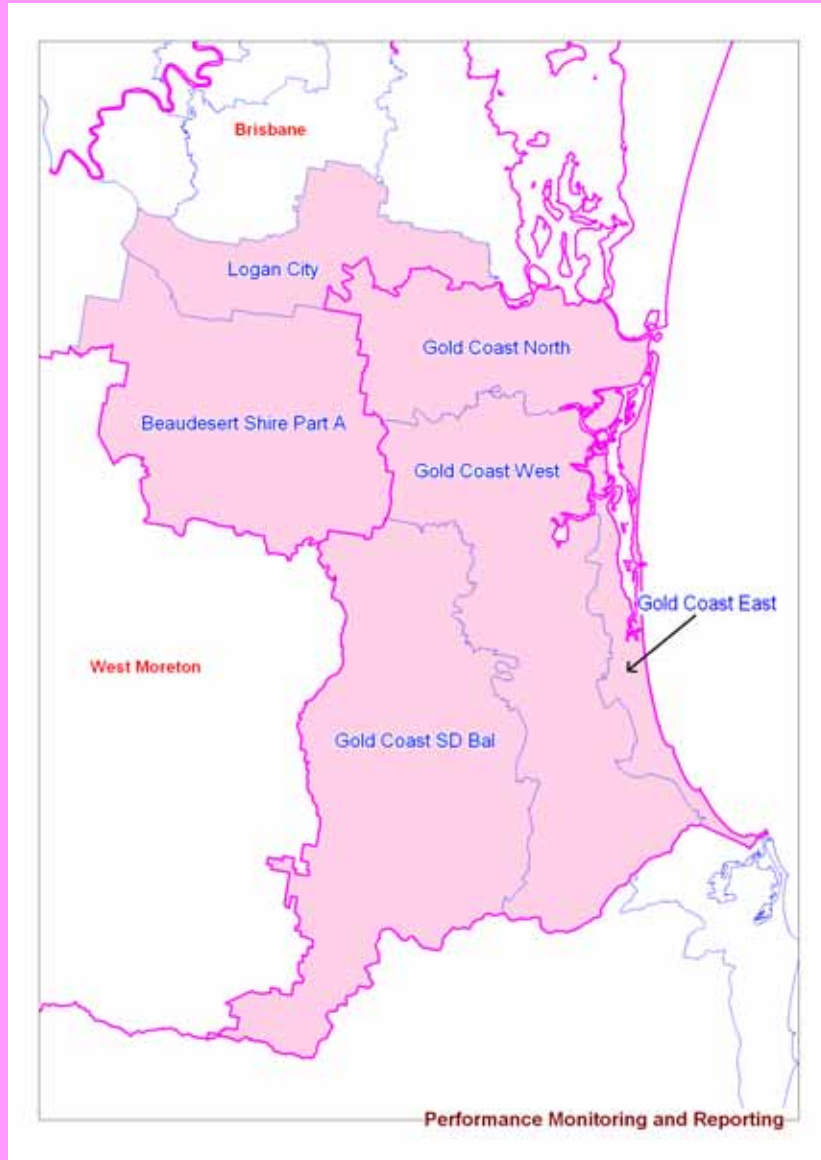 Brisbane
Logan City
Gold Coast North
Beaudesert Shire Part A
Gold Coast West
Gold Coast East
West Moreton
Gold Coast SD Bal
Performance Monitoring and Reporting